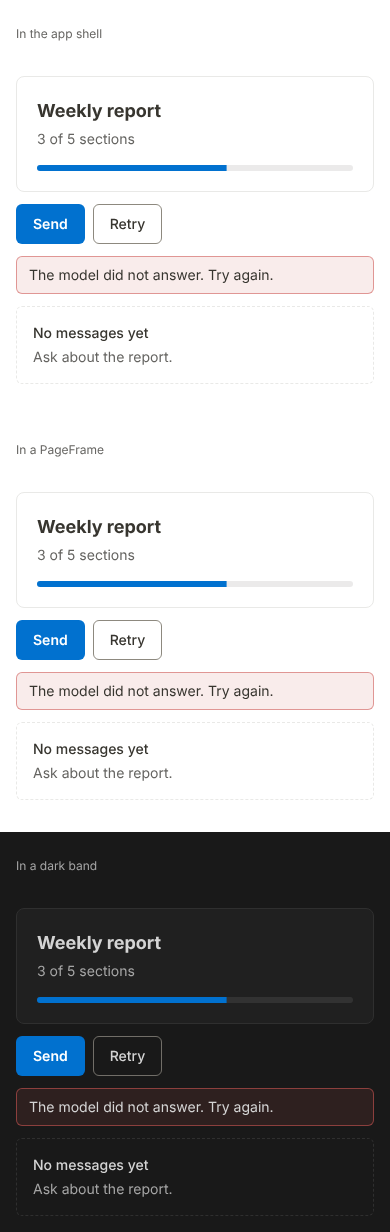 In the app shell
Weekly report
3 of 5 sections
Send
Retry
The model did not answer. Try again.
No messages yet
Ask about the report.
In a PageFrame
Weekly report
3 of 5 sections
Send
Retry
The model did not answer. Try again.
No messages yet
Ask about the report.
In a dark band
Weekly report
3 of 5 sections
Send
Retry
The model did not answer. Try again.
No messages yet
Ask about the report.